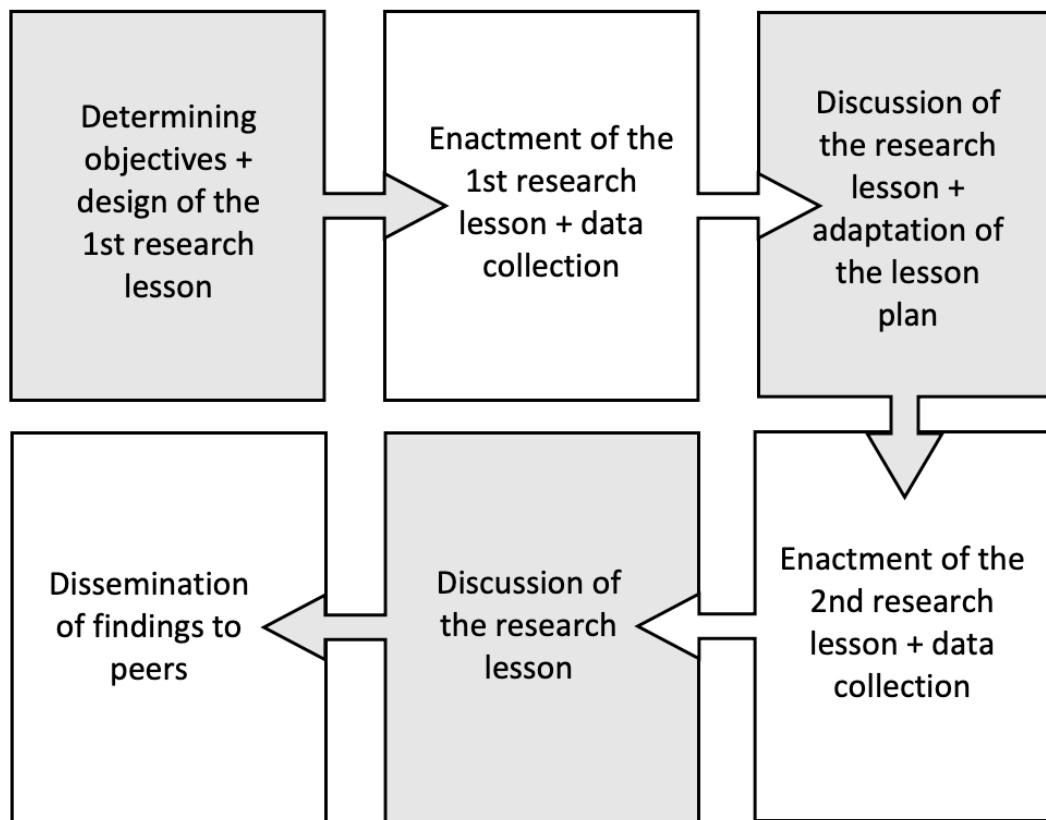 Determining
objectives +
design of the
1st research
lesson
Enactment of the
1st research
lesson + data
collection
Discussion of
the research
lesson +
adaptation of
the lesson
plan
Enactment of the
2nd research
lesson + data
collection
Discussion of
the research
lesson
Dissemination
of findings to
peers